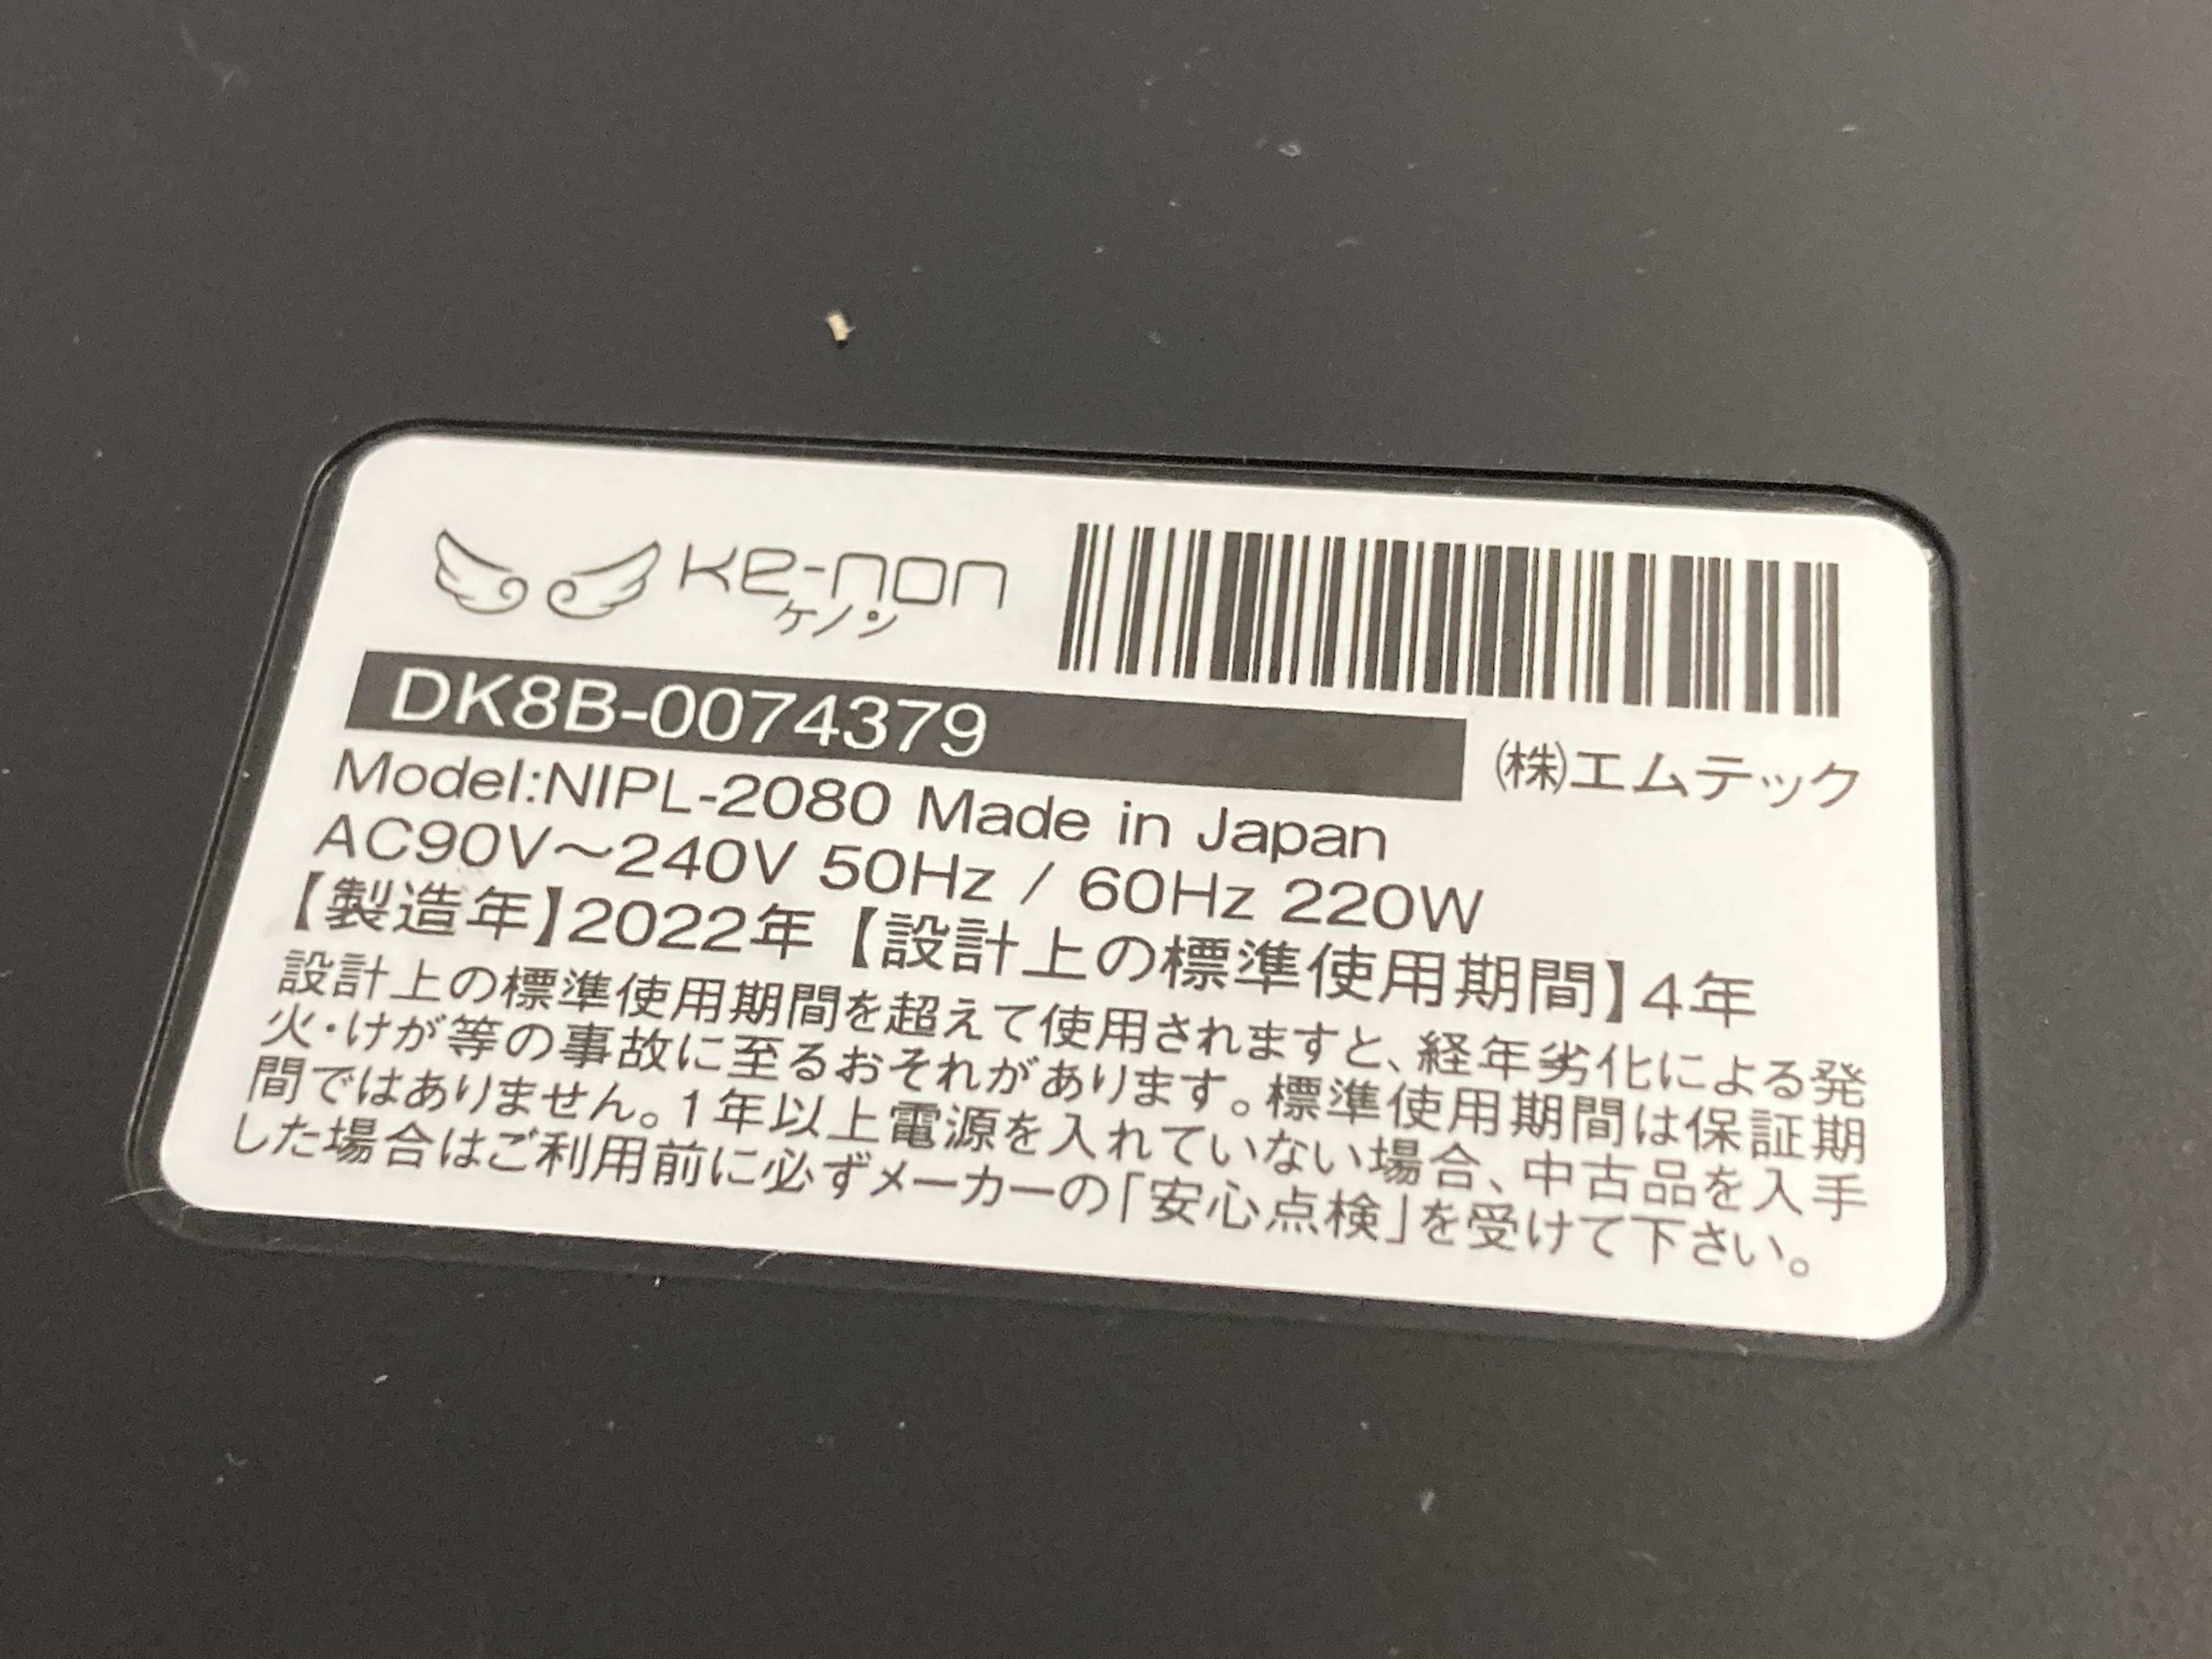 ke-non
ケノン
DK8B-0074379
㈱エムテック
Model:NIPL-2080 Made in Japan
AC90V～240V 50Hz / 60Hz 220W
【製造年】2022年【設計上の標準使用期間】4年
設計上の標準使用期間を超えて使用されますと、経年劣化による発
火・けが等の事故に至るおそれがあります。標準使用期間は保証期
間ではありません。1年以上電源を入れていない場合、中古品を入手
した場合はご利用前に必ずメーカーの「安心点検」を受けて下さい。